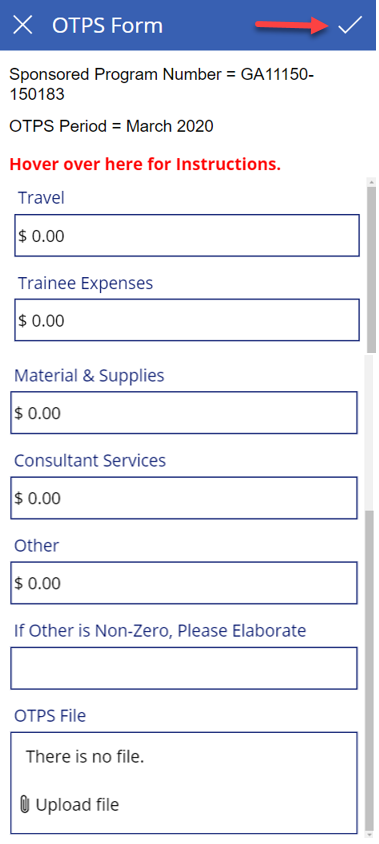 OTPS Form
Sponsored Program Number = GA11150-
150183
OTPS Period = March 2020
Hover over here for Instructions.
Travel
$ 0.00
Trainee Expenses
$ 0.00
Material & Supplies
$ 0.00
Consultant Services
$ 0.00
Other
$ 0.00
If Other is Non-Zero, Please Elaborate
OTPS File
There is no file.
Upload file